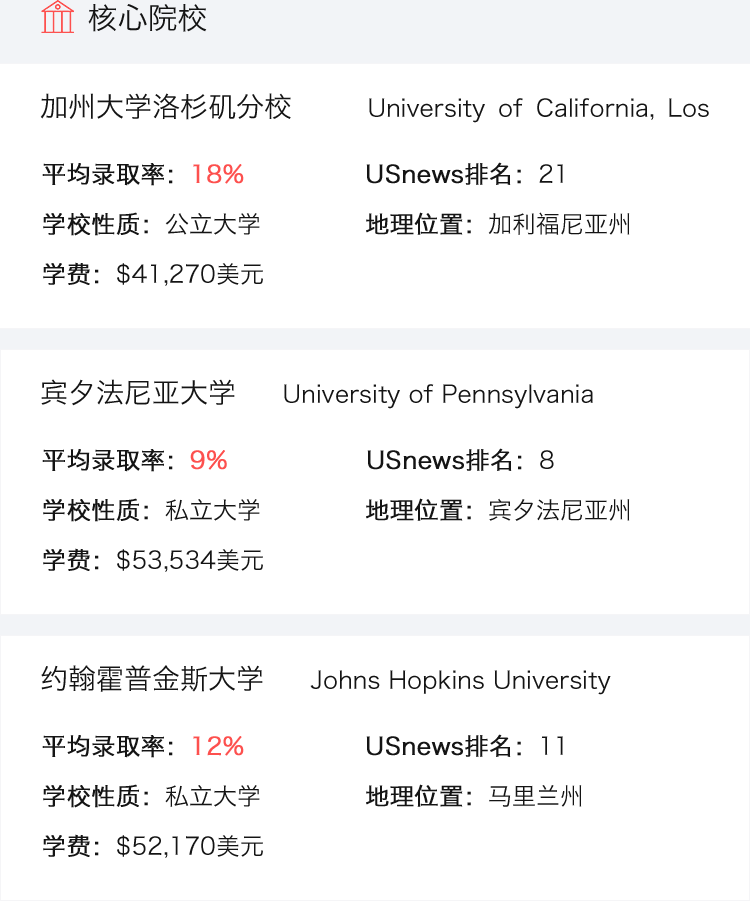 核心院校
加州大学洛杉矶分校 University of California, Los
平均录取率：18% USnews排名：21
学校性质：公立大学 地理位置：加利福尼亚州
学费：$41,270美元
宾夕法尼亚大学 University of Pennsylvania
平均录取率：9% USnews排名：8
学校性质：私立大学 地理位置：宾夕法尼亚州
学费：$53,534美元
约翰霍普金斯大学 Johns Hopkins University
平均录取率：12% USnews排名：11
学校性质：私立大学 地理位置：马里兰州
学费：$52,170美元